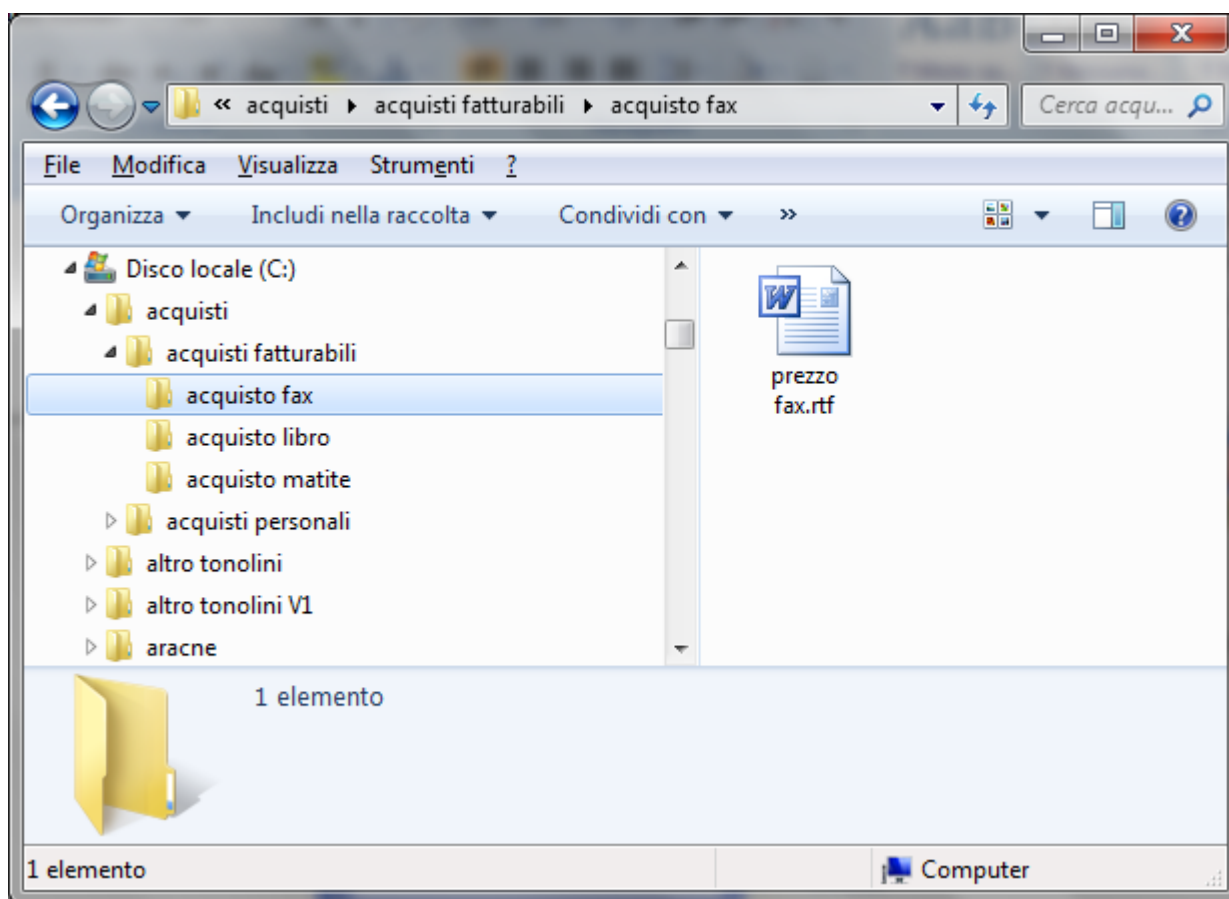 « acquisti ▸ acquisti fatturabili ▸ acquisto fax Cerca acqu...
File Modifica Visualizza Strumenti ?
Organizza Includi nella raccolta Condividi con »
Disco locale (C:)
acquisti
acquisti fatturabili
acquisto fax
acquisto libro
acquisto matite
acquisti personali
altro tonolini
altro tonolini V1
aracne
prezzo
fax.rtf
1 elemento
1 elemento Computer